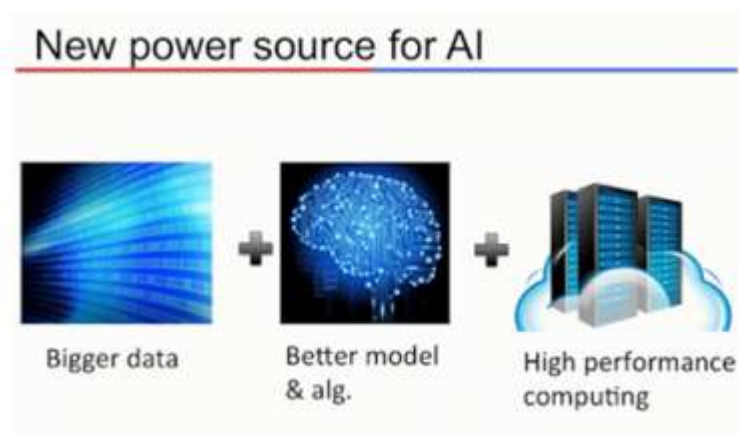 New power source for AI
Bigger data
Better model
& alg.
High performance
computing